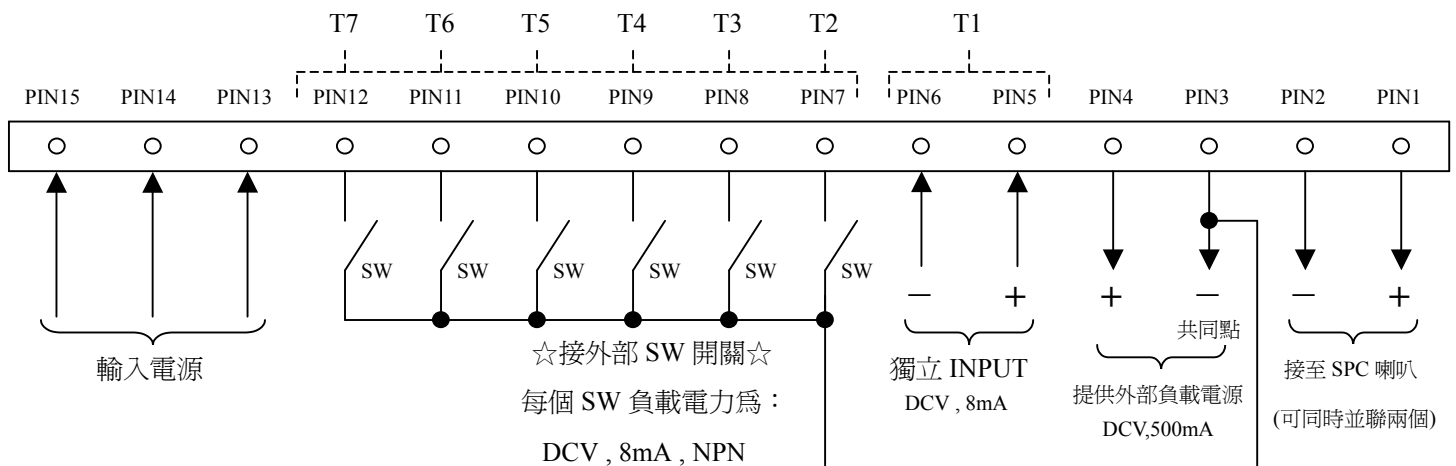 T7 T6 T5 T4 T3 T2 T1
PIN15 PIN14 PIN13 PIN12 PIN11 PIN10 PIN9 PIN8 PIN7 PIN6 PIN5 PIN4 PIN3 PIN2 PIN1
SW SW SW SW SW SW
− + + − − +
共同點
輸入電源
☆接外部 SW 開關☆
每個 SW 負載電力為：
DCV , 8mA , NPN
獨立 INPUT
DCV , 8mA
提供外部負載電源
DCV,500mA
接至 SPC 喇叭
(可同時並聯兩個)